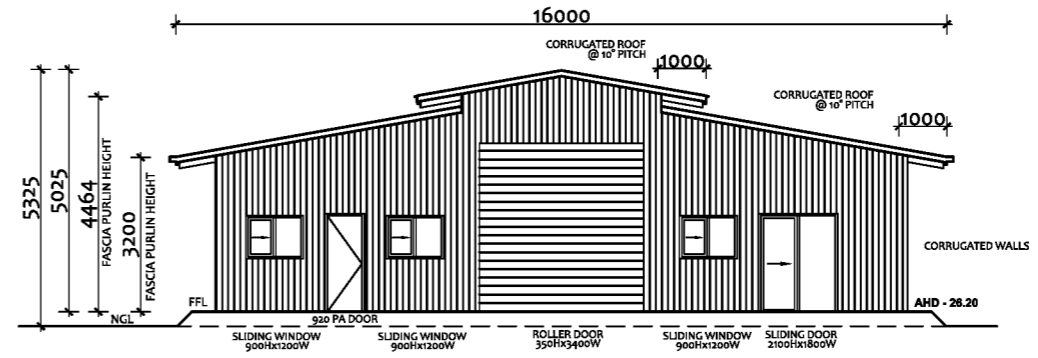 16000
CORRUGATED ROOF
@ 10° PITCH
1000
CORRUGATED ROOF
@ 10° PITCH
1000
5325
5025
4464
FASCIA PURLIN HEIGHT
3200
FASCIA PURLIN HEIGHT
CORRUGATED WALLS
FFL
AHD - 26.20
NGL
920 PA DOOR
SLIDING WINDOW
900Hx1200W
SLIDING WINDOW
900Hx1200W
ROLLER DOOR
350Hx3400W
SLIDING WINDOW
900Hx1200W
SLIDING DOOR
2100Hx1800W